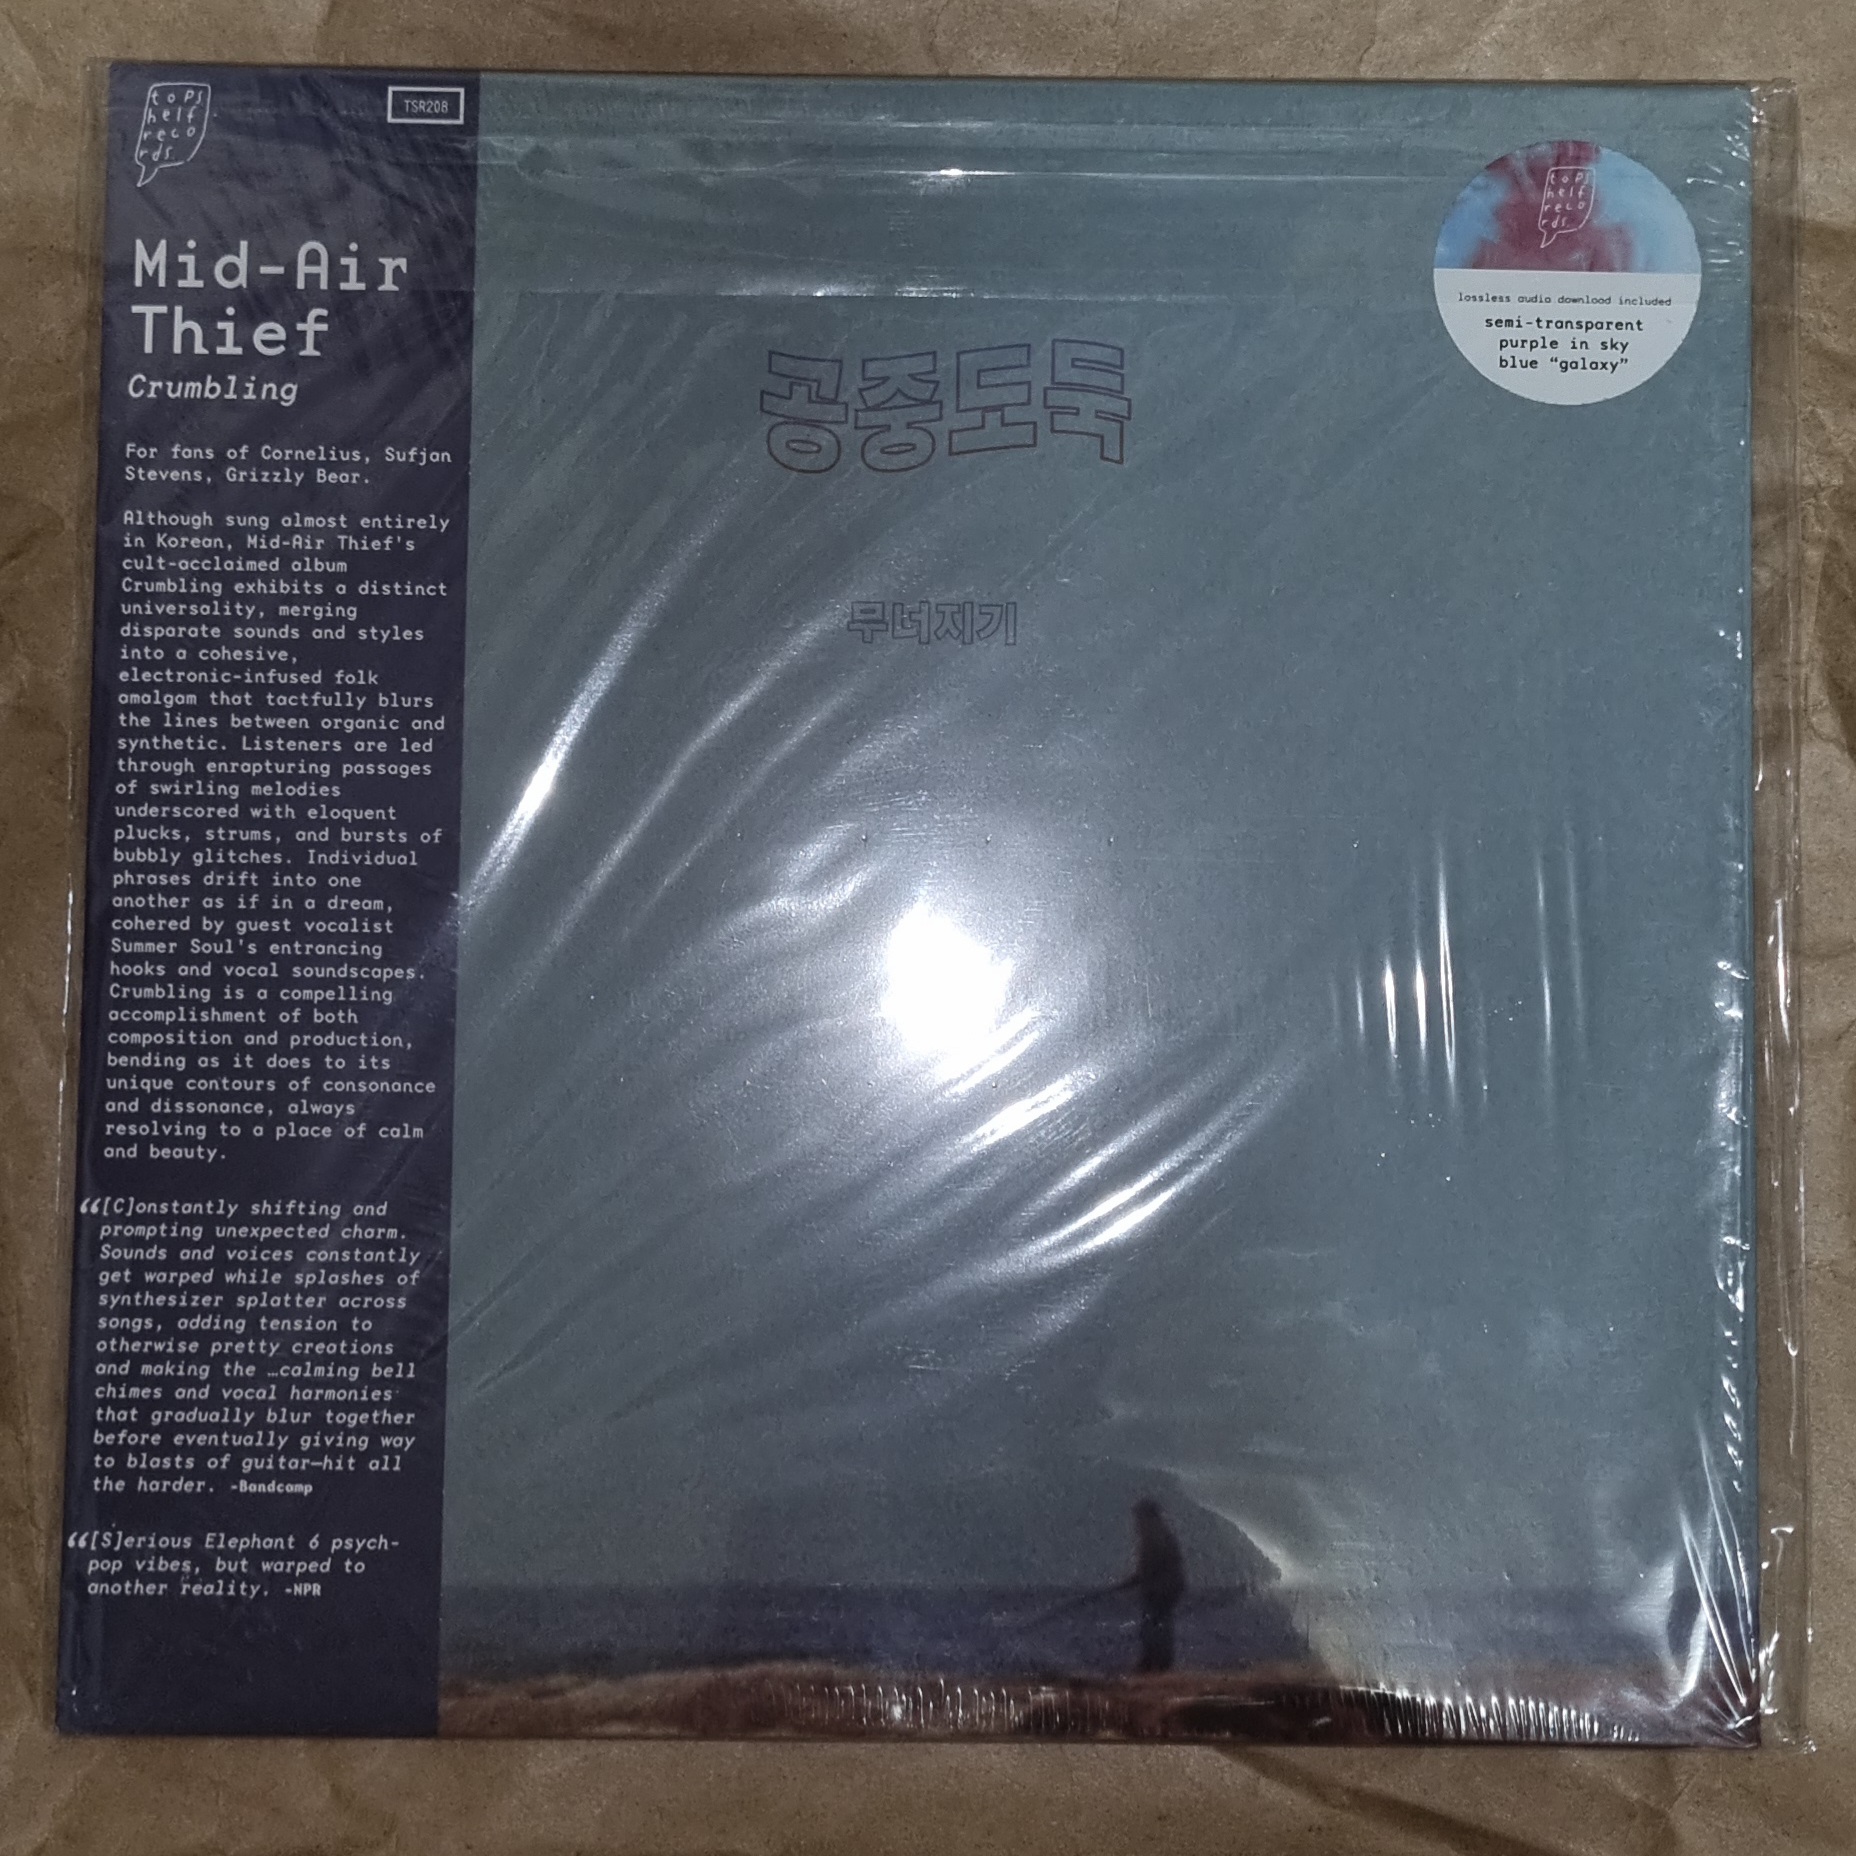 tops
helf
reco
rds.
TSR208
Mid-Air
Thief
Crumbling
For fans of Cornelius, Sufjan
Stevens, Grizzly Bear.
Although sung almost entirely
in Korean, Mid-Air Thief's
cult-acclaimed album
Crumbling exhibits a distinct
universality, merging
disparate sounds and styles
into a cohesive,
electronic-infused folk
amalgam that tactfully blurs
the lines between organic and
synthetic. Listeners are led
through enrapturing passages
of swirling melodies
underscored with eloquent
plucks, strums, and bursts of
bubbly glitches. Individual
phrases drift into one
another as if in a dream,
cohered by guest vocalist
Summer Soul's entrancing
hooks and vocal soundscapes.
Crumbling is a compelling
accomplishment of both
composition and production,
bending as it does to its
unique contours of consonance
and dissonance, always
resolving to a place of calm
and beauty.
“[C]onstantly shifting and
prompting unexpected charm.
Sounds and voices constantly
get warped while splashes of
synthesizer splatter across
songs, adding tension to
otherwise pretty creations
and making the …calming bell
chimes and vocal harmonies
that gradually blur together
before eventually giving way
to blasts of guitar—hit all
the harder. -Bandcamp
“[S]erious Elephant 6 psych-
pop vibes, but warped to
another reality. -NPR
공중도둑
무너지기
tops
helf
reco
rds.
lossless audio download included
semi-transparent
purple in sky
blue “galaxy”